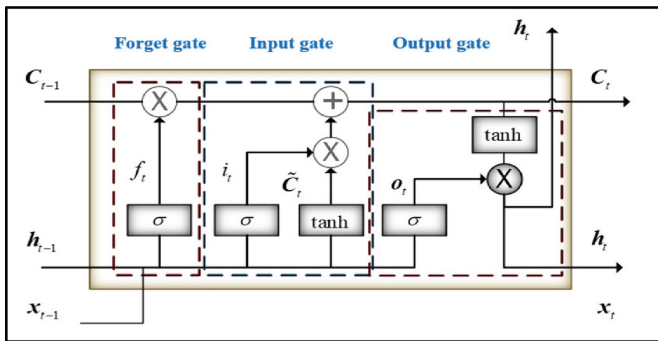 h_t
Forget gate Input gate Output gate
C_{t-1} C_t
× +
tanh
×
f_t i_t C̃_t o_t ×
σ σ tanh σ
h_{t-1} h_t
x_{t-1} x_t